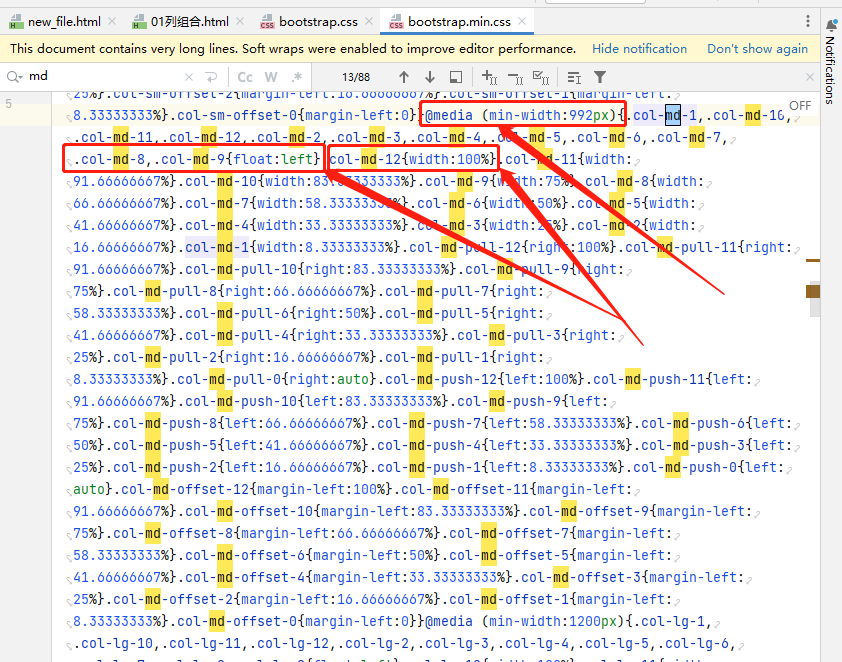 new_file.html 01列组合.html bootstrap.css bootstrap.min.css
This document contains very long lines. Soft wraps were enabled to improve editor performance. Hide notification Don't show again
md Cc W .* 13/88
Notifications
OFF
5
25%}.col-sm-offset-2{margin-left:16.66666667%}.col-sm-offset-1{margin-left:
8.33333333%}.col-sm-offset-0{margin-left:0}}@media (min-width:992px){.col-md-1,.col-md-10,
.col-md-11,.col-md-12,.col-md-2,.col-md-3,.col-md-4,.col-md-5,.col-md-6,.col-md-7,
.col-md-8,.col-md-9{float:left}.col-md-12{width:100%}.col-md-11{width:
91.66666667%}.col-md-10{width:83.33333333%}.col-md-9{width:75%}.col-md-8{width:
66.66666667%}.col-md-7{width:58.33333333%}.col-md-6{width:50%}.col-md-5{width:
41.66666667%}.col-md-4{width:33.33333333%}.col-md-3{width:25%}.col-md-2{width:
16.66666667%}.col-md-1{width:8.33333333%}.col-md-pull-12{right:100%}.col-md-pull-11{right:
91.66666667%}.col-md-pull-10{right:83.33333333%}.col-md-pull-9{right:
75%}.col-md-pull-8{right:66.66666667%}.col-md-pull-7{right:
58.33333333%}.col-md-pull-6{right:50%}.col-md-pull-5{right:
41.66666667%}.col-md-pull-4{right:33.33333333%}.col-md-pull-3{right:
25%}.col-md-pull-2{right:16.66666667%}.col-md-pull-1{right:
8.33333333%}.col-md-pull-0{right:auto}.col-md-push-12{left:100%}.col-md-push-11{left:
91.66666667%}.col-md-push-10{left:83.33333333%}.col-md-push-9{left:
75%}.col-md-push-8{left:66.66666667%}.col-md-push-7{left:58.33333333%}.col-md-push-6{left:
50%}.col-md-push-5{left:41.66666667%}.col-md-push-4{left:33.33333333%}.col-md-push-3{left:
25%}.col-md-push-2{left:16.66666667%}.col-md-push-1{left:8.33333333%}.col-md-push-0{left:
auto}.col-md-offset-12{margin-left:100%}.col-md-offset-11{margin-left:
91.66666667%}.col-md-offset-10{margin-left:83.33333333%}.col-md-offset-9{margin-left:
75%}.col-md-offset-8{margin-left:66.66666667%}.col-md-offset-7{margin-left:
58.33333333%}.col-md-offset-6{margin-left:50%}.col-md-offset-5{margin-left:
41.66666667%}.col-md-offset-4{margin-left:33.33333333%}.col-md-offset-3{margin-left:
25%}.col-md-offset-2{margin-left:16.66666667%}.col-md-offset-1{margin-left:
8.33333333%}.col-md-offset-0{margin-left:0}}@media (min-width:1200px){.col-lg-1,
.col-lg-10,.col-lg-11,.col-lg-12,.col-lg-2,.col-lg-3,.col-lg-4,.col-lg-5,.col-lg-6,